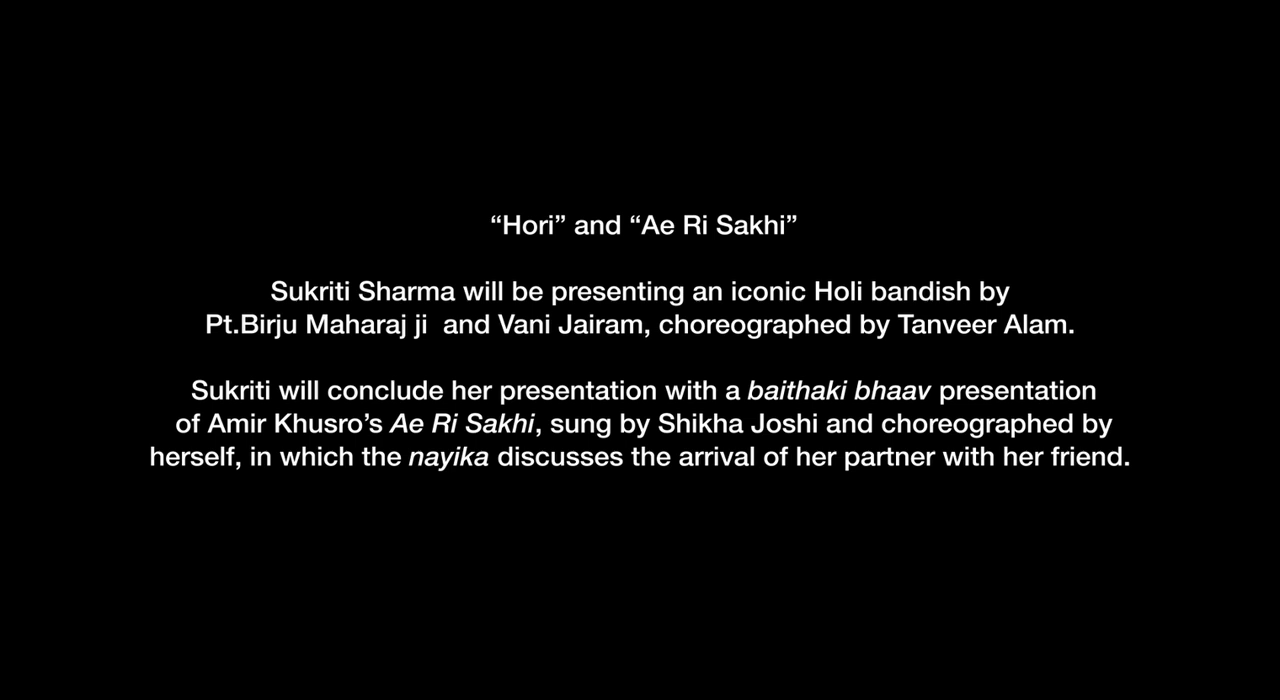 “Hori” and “Ae Ri Sakhi”
Sukriti Sharma will be presenting an iconic Holi bandish by
Pt.Birju Maharaj ji  and Vani Jairam, choreographed by Tanveer Alam.
Sukriti will conclude her presentation with a baithaki bhaav presentation
of Amir Khusro’s Ae Ri Sakhi, sung by Shikha Joshi and choreographed by
herself, in which the nayika discusses the arrival of her partner with her friend.